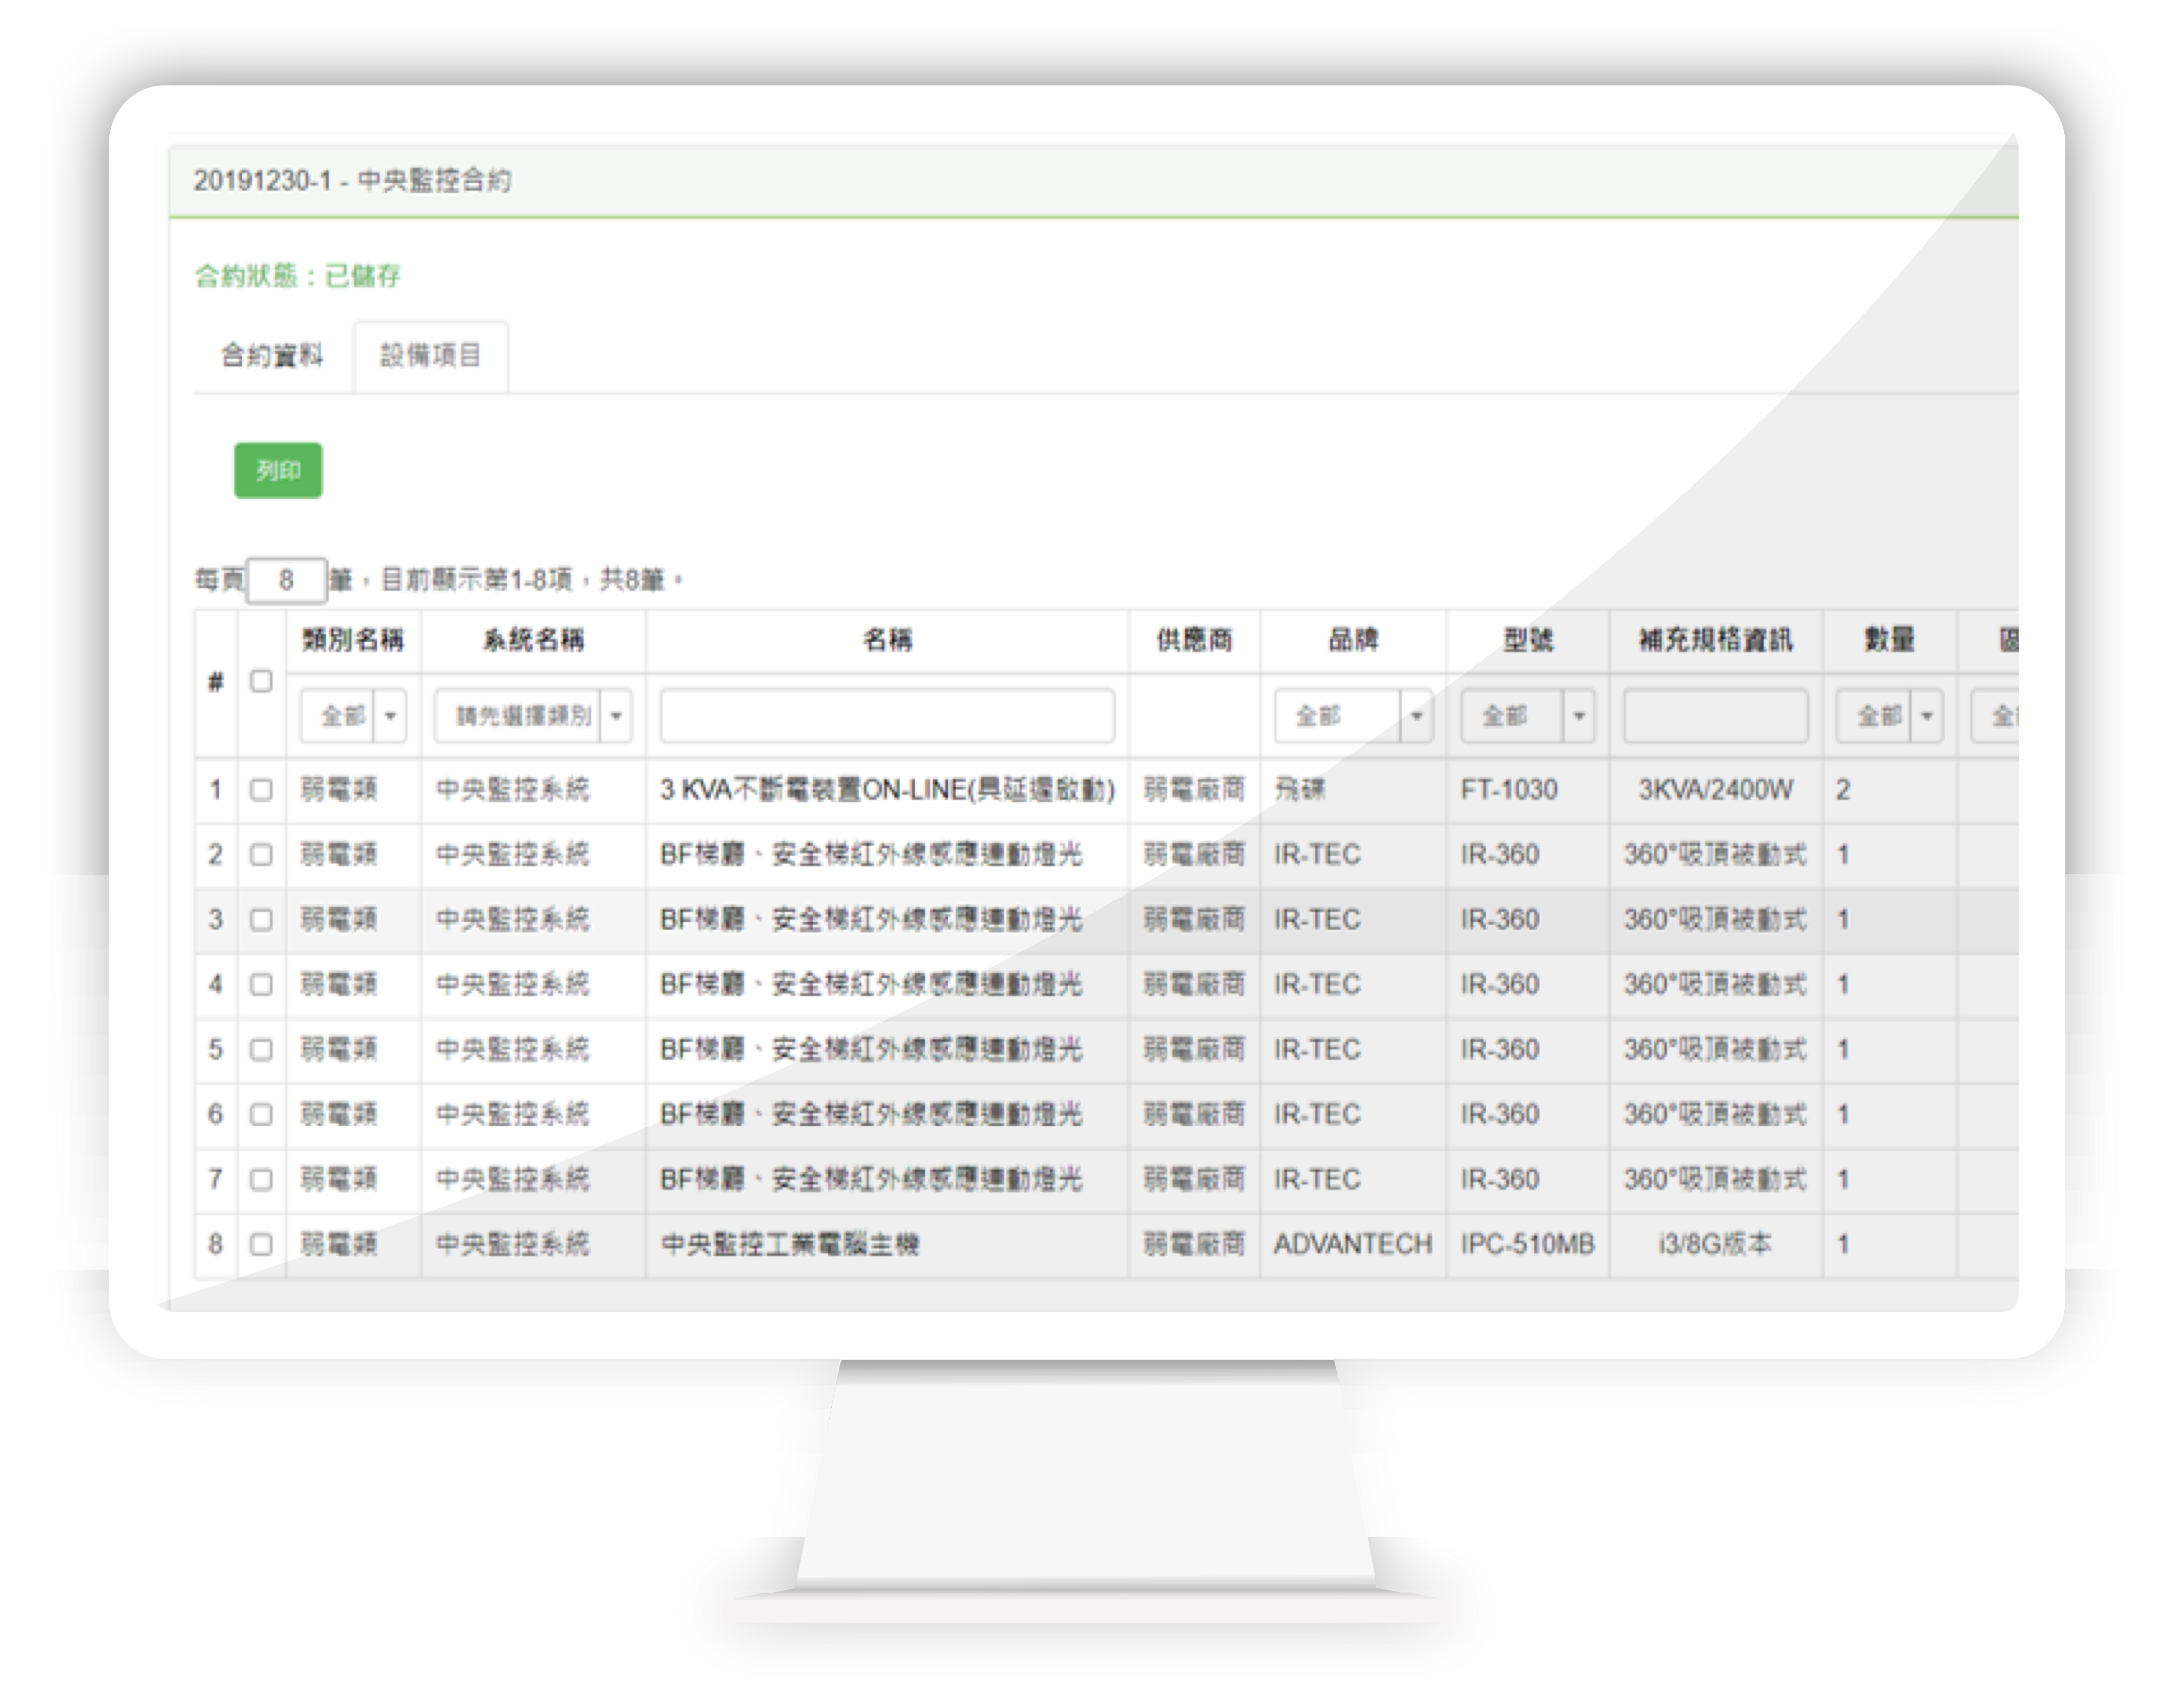 20191230-1 - 中央監控合約
合約狀態：已儲存
合約資料 設備項目
列印
每頁 8 筆，目前顯示第1-8項，共8筆。
# 類別名稱 系統名稱 名稱 供應商 品牌 型號 補充規格資訊 數量
全部 請先選擇類別 全部 全部 全部 全
1 弱電類 中央監控系統 3 KVA不斷電裝置ON-LINE(具延遲啟動) 弱電廠商 飛碟 FT-1030 3KVA/2400W 2
2 弱電類 中央監控系統 BF梯廳、安全梯紅外線感應連動燈光 弱電廠商 IR-TEC IR-360 360°吸頂被動式 1
3 弱電類 中央監控系統 BF梯廳、安全梯紅外線感應連動燈光 弱電廠商 IR-TEC IR-360 360°吸頂被動式 1
4 弱電類 中央監控系統 BF梯廳、安全梯紅外線感應連動燈光 弱電廠商 IR-TEC IR-360 360°吸頂被動式 1
5 弱電類 中央監控系統 BF梯廳、安全梯紅外線感應連動燈光 弱電廠商 IR-TEC IR-360 360°吸頂被動式 1
6 弱電類 中央監控系統 BF梯廳、安全梯紅外線感應連動燈光 弱電廠商 IR-TEC IR-360 360°吸頂被動式 1
7 弱電類 中央監控系統 BF梯廳、安全梯紅外線感應連動燈光 弱電廠商 IR-TEC IR-360 360°吸頂被動式 1
8 弱電類 中央監控系統 中央監控工業電腦主機 弱電廠商 ADVANTECH IPC-510MB i3/8G版本 1